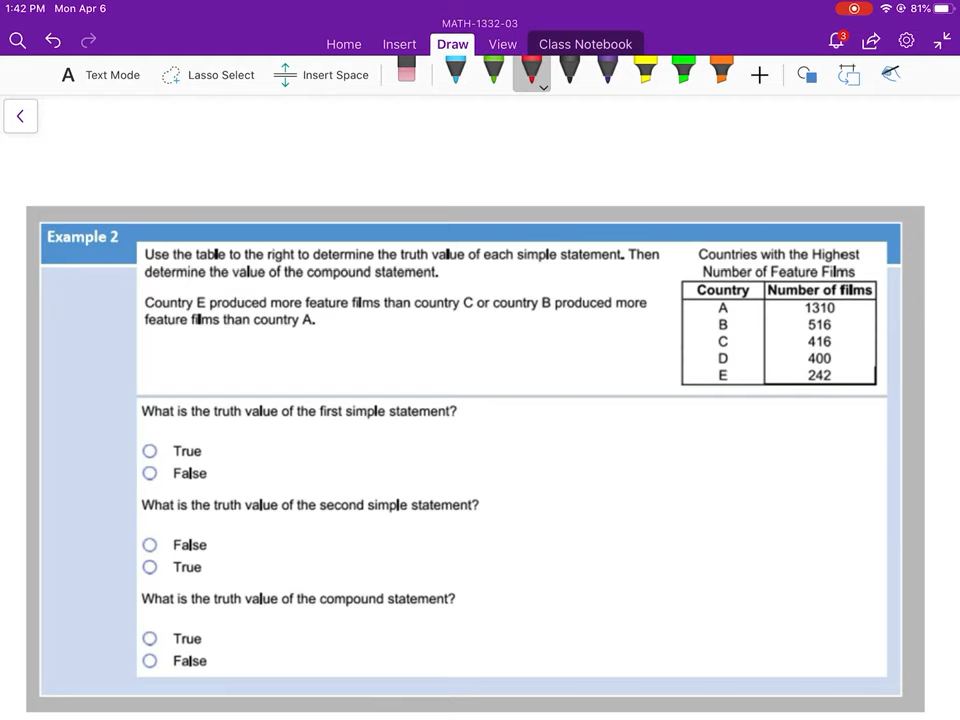 1:42 PM Mon Apr 6
81%
MATH-1332-03
Home Insert Draw View Class Notebook
3
A Text Mode Lasso Select Insert Space
Example 2
Use the table to the right to determine the truth value of each simple statement. Then
determine the value of the compound statement.
Country E produced more feature films than country C or country B produced more
feature films than country A.
Countries with the Highest
Number of Feature Films
Country Number of films
A 1310
B 516
C 416
D 400
E 242
What is the truth value of the first simple statement?
True
False
What is the truth value of the second simple statement?
False
True
What is the truth value of the compound statement?
True
False